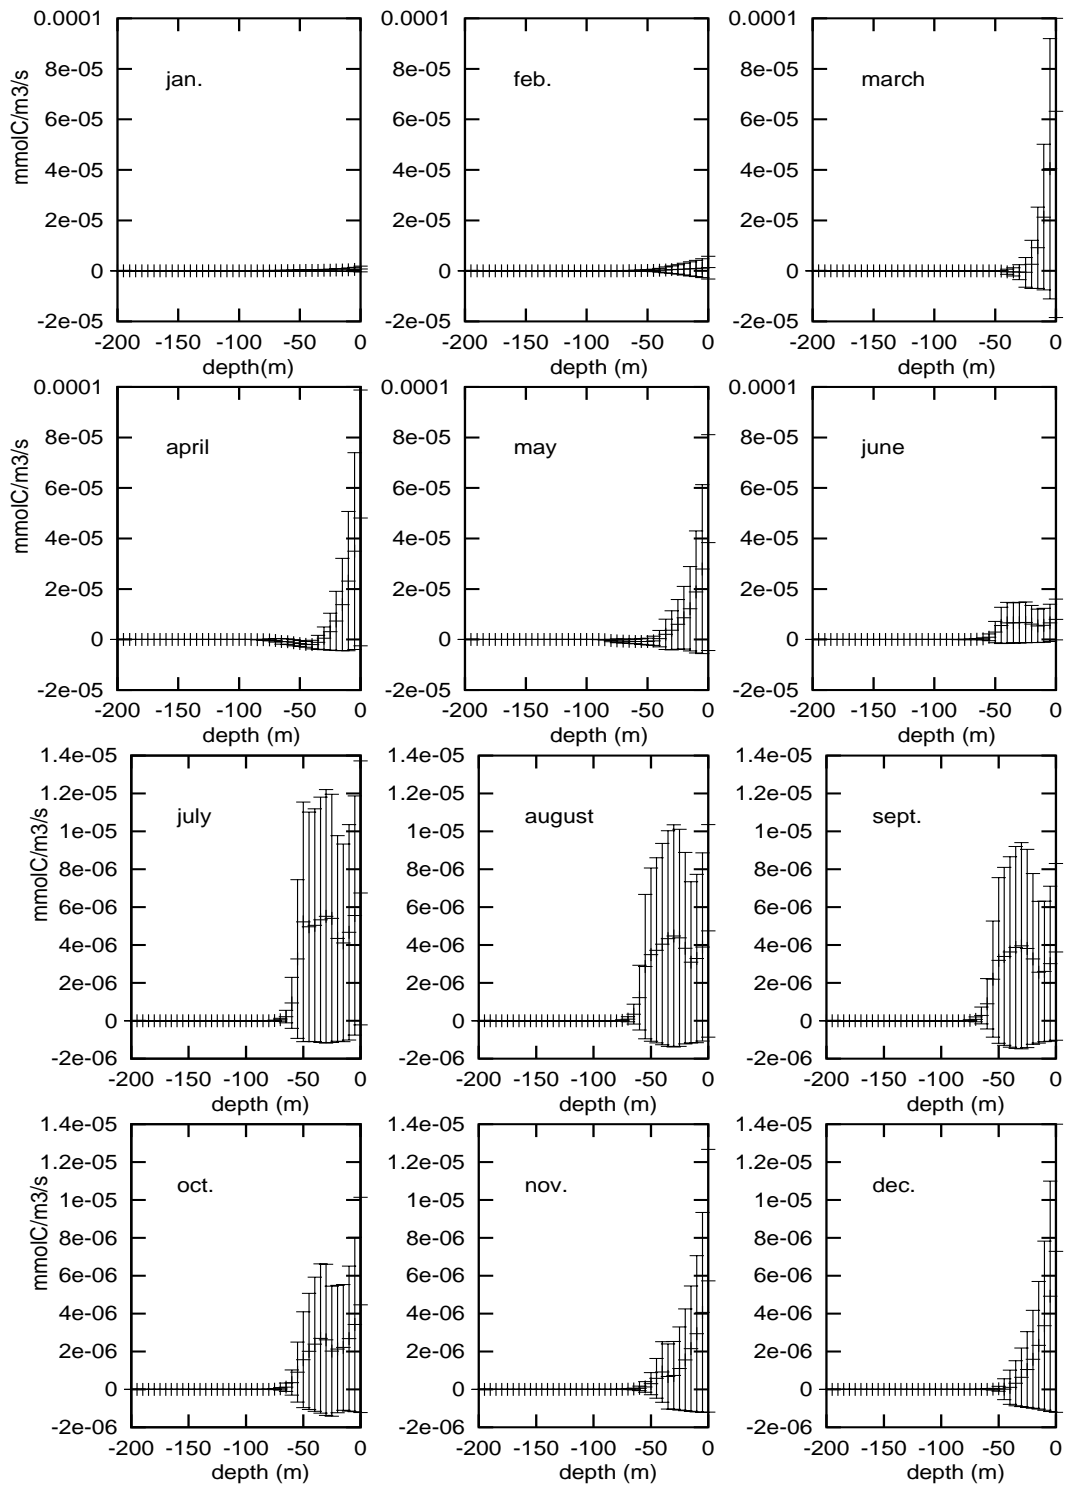 0.0001 0.0001 0.0001
8e-05 8e-05 8e-05
jan. feb. march
6e-05 6e-05 6e-05
mmolC/m3/s
4e-05 4e-05 4e-05
2e-05 2e-05 2e-05
0 0 0
-2e-05 -2e-05 -2e-05
-200 -150 -100 -50 0 -200 -150 -100 -50 0 -200 -150 -100 -50 0
depth(m) depth (m) depth (m)
0.0001 0.0001 0.0001
8e-05 8e-05 8e-05
april may june
6e-05 6e-05 6e-05
mmolC/m3/s
4e-05 4e-05 4e-05
2e-05 2e-05 2e-05
0 0 0
-2e-05 -2e-05 -2e-05
-200 -150 -100 -50 0 -200 -150 -100 -50 0 -200 -150 -100 -50 0
depth (m) depth (m) depth (m)
1.4e-05 1.4e-05 1.4e-05
1.2e-05 1.2e-05 1.2e-05
july august sept.
1e-05 1e-05 1e-05
mmolC/m3/s
8e-06 8e-06 8e-06
6e-06 6e-06 6e-06
4e-06 4e-06 4e-06
2e-06 2e-06 2e-06
0 0 0
-2e-06 -2e-06 -2e-06
-200 -150 -100 -50 0 -200 -150 -100 -50 0 -200 -150 -100 -50 0
depth (m) depth (m) depth (m)
1.4e-05 1.4e-05 1.4e-05
1.2e-05 1.2e-05 1.2e-05
oct. nov. dec.
1e-05 1e-05 1e-05
mmolC/m3/s
8e-06 8e-06 8e-06
6e-06 6e-06 6e-06
4e-06 4e-06 4e-06
2e-06 2e-06 2e-06
0 0 0
-2e-06 -2e-06 -2e-06
-200 -150 -100 -50 0 -200 -150 -100 -50 0 -200 -150 -100 -50 0
depth (m) depth (m) depth (m)